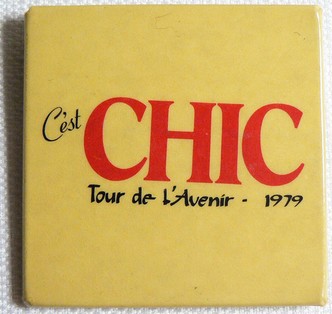 C'est CHIC
Tour de L'Avenir - 1979